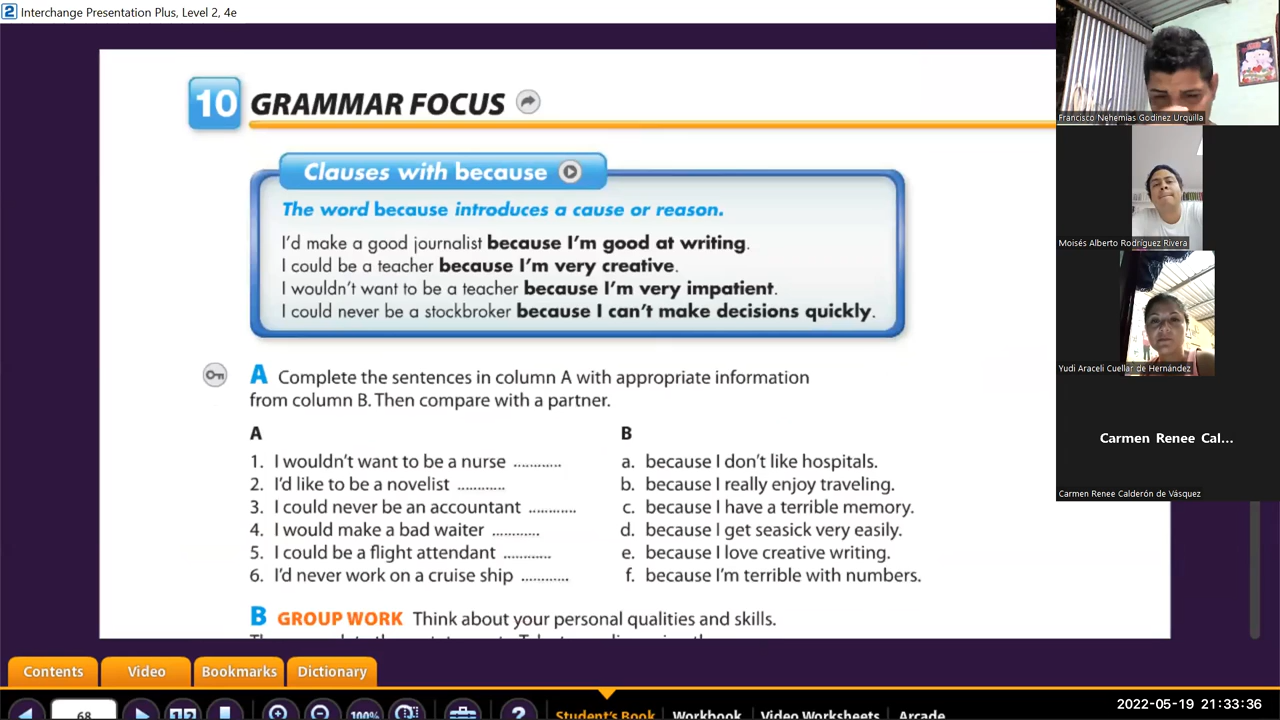 Interchange Presentation Plus, Level 2, 4e
10 GRAMMAR FOCUS
Clauses with because
The word because introduces a cause or reason.
I'd make a good journalist because I'm good at writing.
I could be a teacher because I'm very creative.
I wouldn't want to be a teacher because I'm very impatient.
I could never be a stockbroker because I can't make decisions quickly.
A Complete the sentences in column A with appropriate information
from column B. Then compare with a partner.
A
1. I wouldn't want to be a nurse ............
2. I'd like to be a novelist ............
3. I could never be an accountant ............
4. I would make a bad waiter ............
5. I could be a flight attendant ............
6. I'd never work on a cruise ship ............
B
a. because I don't like hospitals.
b. because I really enjoy traveling.
c. because I have a terrible memory.
d. because I get seasick very easily.
e. because I love creative writing.
f. because I'm terrible with numbers.
B GROUP WORK Think about your personal qualities and skills.
Contents
Video
Bookmarks
Dictionary
68
100%
Student's Book
Workbook
Video Worksheets
Arcade
Francisco Nehemías Godinez Urquilla
Moisés Alberto Rodríguez Rivera
Yudi Araceli Cuellar de Hernández
Carmen Renee Cal...
Carmen Renee Calderón de Vásquez
2022-05-19 21:33:36